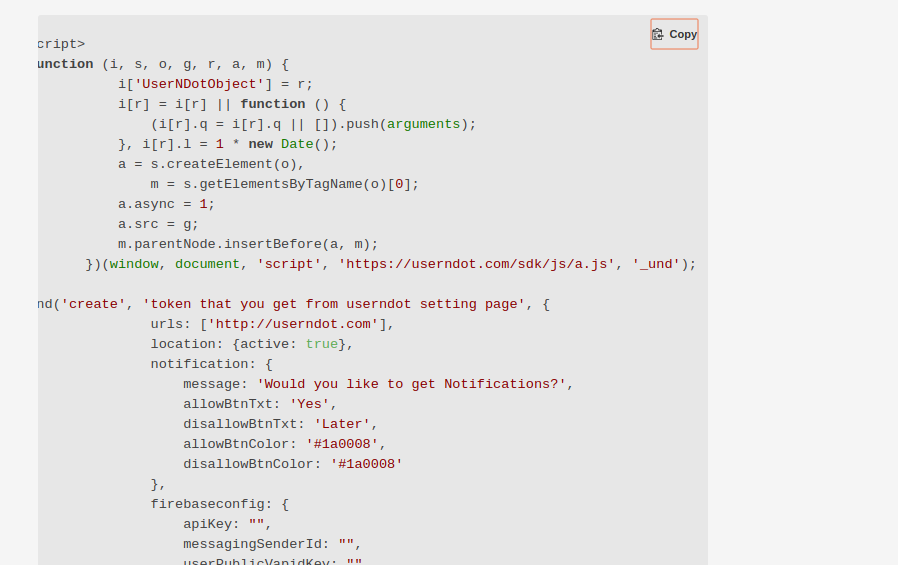 Copy
cript>
unction (i, s, o, g, r, a, m) {
i['UserNDotObject'] = r;
i[r] = i[r] || function () {
(i[r].q = i[r].q || []).push(arguments);
}, i[r].l = 1 * new Date();
a = s.createElement(o),
m = s.getElementsByTagName(o)[0];
a.async = 1;
a.src = g;
m.parentNode.insertBefore(a, m);
})(window, document, 'script', 'https://userndot.com/sdk/js/a.js', '_und');
nd('create', 'token that you get from userndot setting page', {
urls: ['http://userndot.com'],
location: {active: true},
notification: {
message: 'Would you like to get Notifications?',
allowBtnTxt: 'Yes',
disallowBtnTxt: 'Later',
allowBtnColor: '#1a0008',
disallowBtnColor: '#1a0008'
},
firebaseconfig: {
apiKey: "",
messagingSenderId: "",
userPublicVapidKey: ""